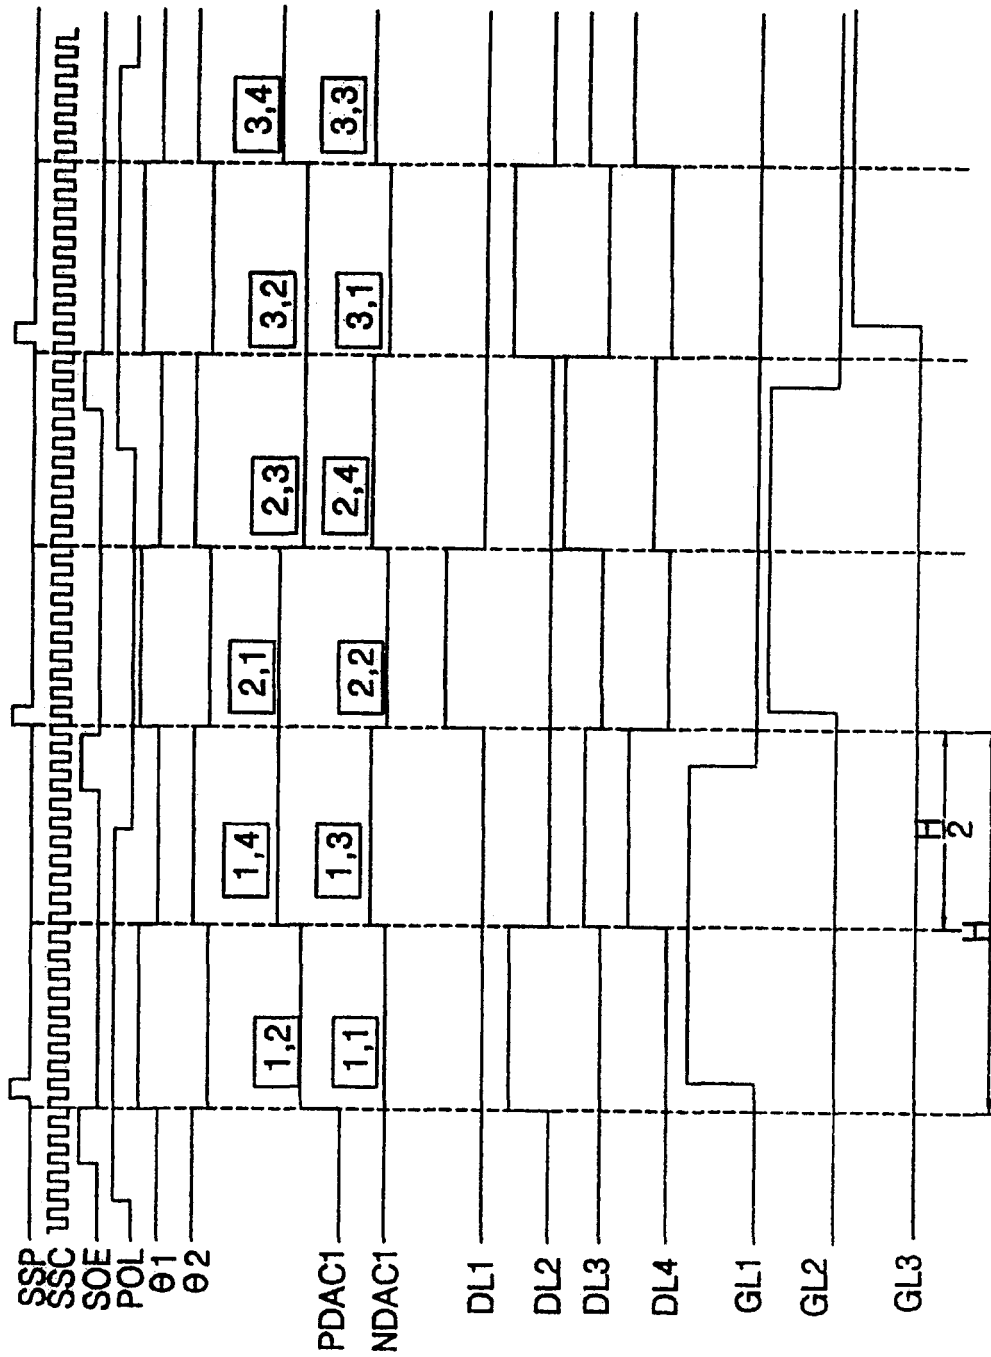 SSP
SSC
SOE
POL
θ1
θ2
PDAC1 1,2 1,4 2,1 2,3 3,2 3,4
NDAC1 1,1 1,3 2,2 2,4 3,1 3,3
DL1
DL2
DL3
DL4
GL1
GL2
GL3
H
2
H